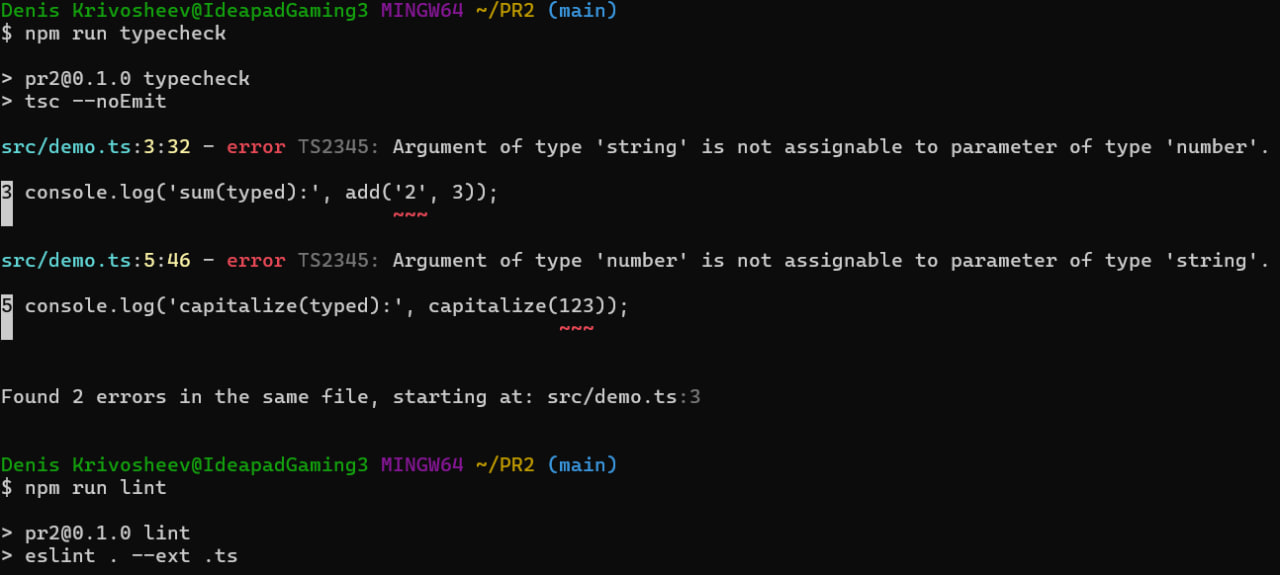 Denis Krivosheev@IdeapadGaming3 MINGW64 ~/PR2 (main)
$ npm run typecheck
> pr2@0.1.0 typecheck
> tsc --noEmit
src/demo.ts:3:32 - error TS2345: Argument of type 'string' is not assignable to parameter of type 'number'.
3 console.log('sum(typed):', add('2', 3));
~~~
src/demo.ts:5:46 - error TS2345: Argument of type 'number' is not assignable to parameter of type 'string'.
5 console.log('capitalize(typed):', capitalize(123));
~~~
Found 2 errors in the same file, starting at: src/demo.ts:3
Denis Krivosheev@IdeapadGaming3 MINGW64 ~/PR2 (main)
$ npm run lint
> pr2@0.1.0 lint
> eslint . --ext .ts